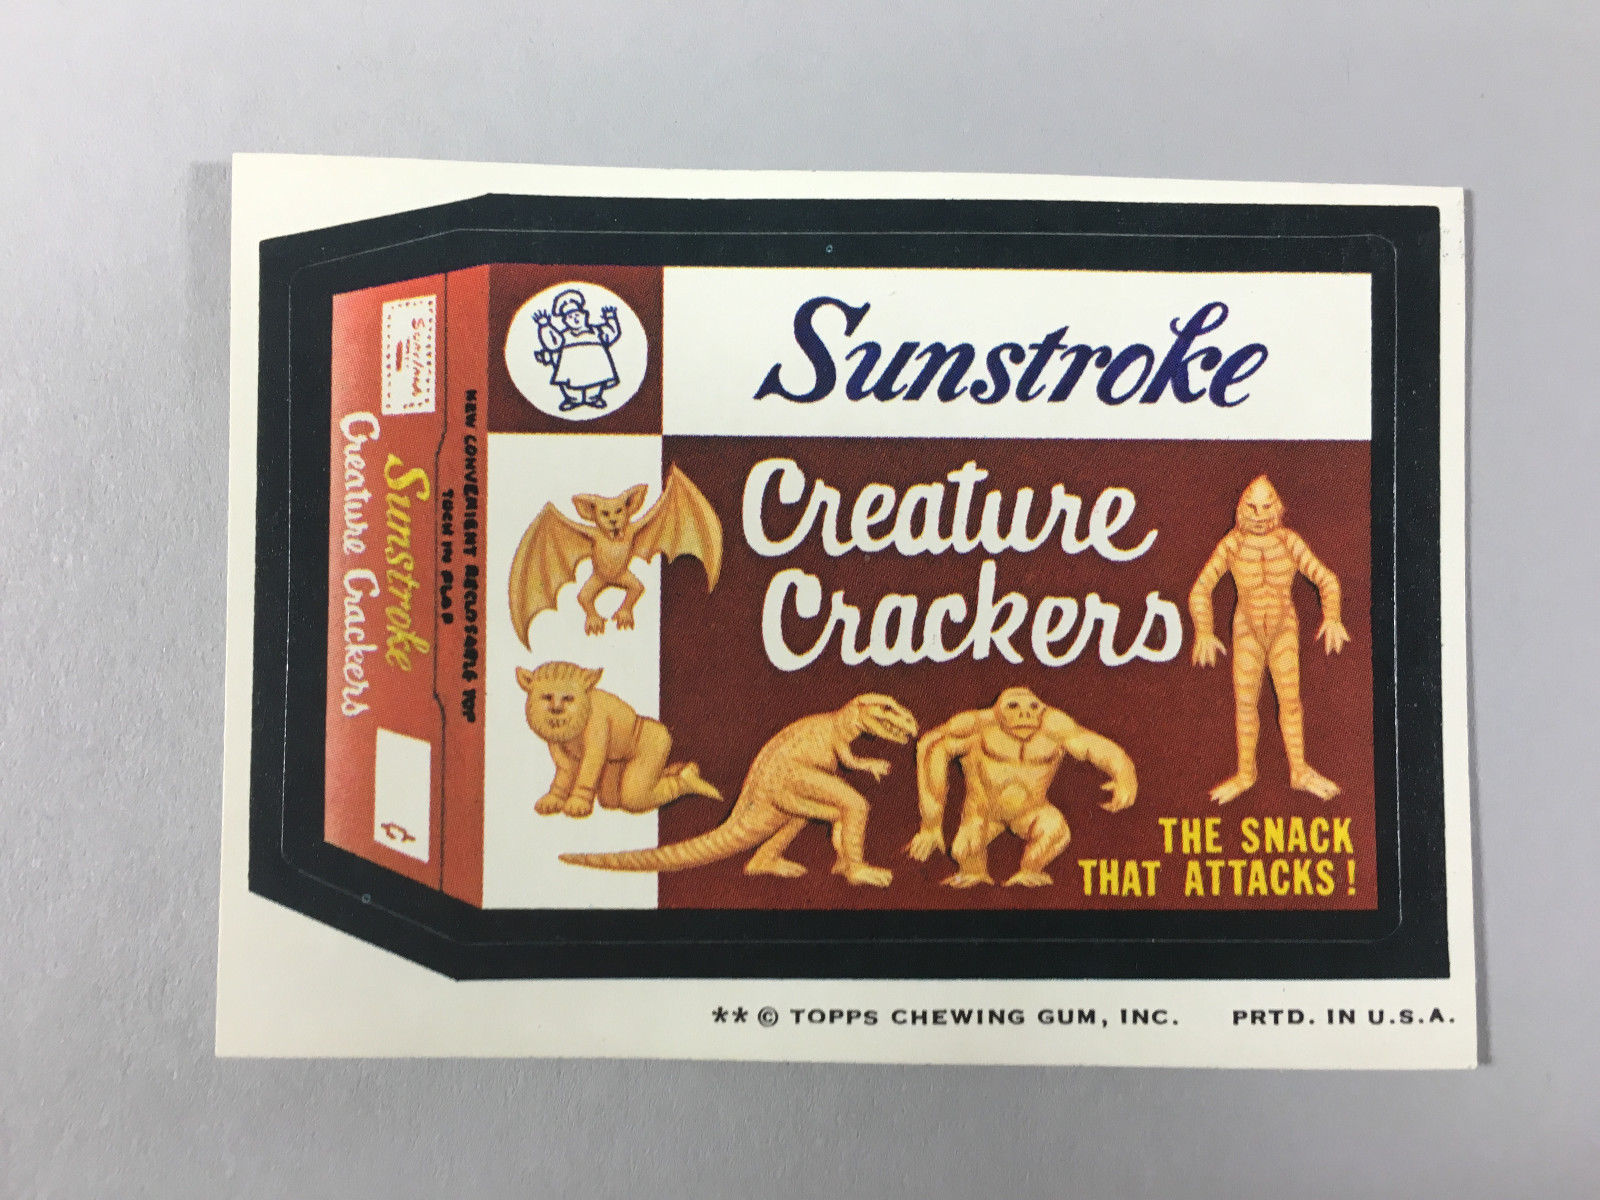 Sunstroke
Creature
Crackers
THE SNACK
THAT ATTACKS!
Sunstroke
Creature Crackers
NEW CONVENIENT RECLOSEABLE TOP
TUCK IN FLAP
¢
** © TOPPS CHEWING GUM, INC. PRTD. IN U.S.A.